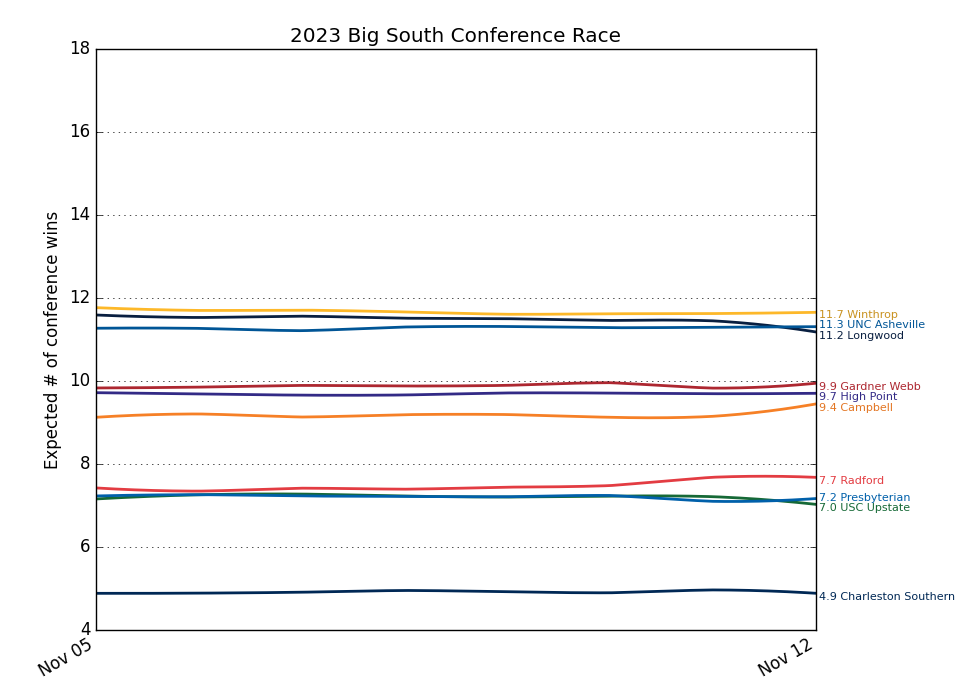 2023 Big South Conference Race
Expected # of conference wins
18
16
14
12
10
8
6
4
11.7 Winthrop
11.3 UNC Asheville
11.2 Longwood
9.9 Gardner Webb
9.7 High Point
9.4 Campbell
7.7 Radford
7.2 Presbyterian
7.0 USC Upstate
4.9 Charleston Southern
Nov 05
Nov 12